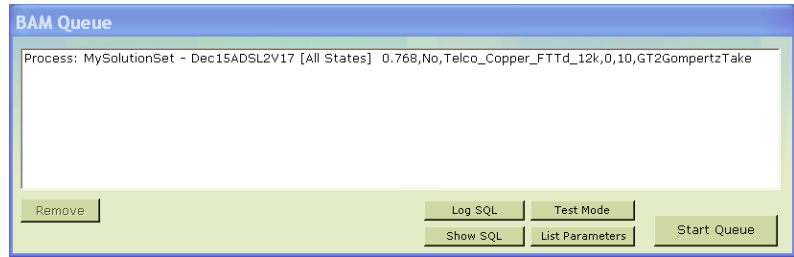 BAM Queue
Process: MySolutionSet - Dec15ADSL2V17 [All States] 0.768,No,Telco_Copper_FTTd_12k,0,10,GT2GompertzTake
Remove
Log SQL
Test Mode
Show SQL
List Parameters
Start Queue